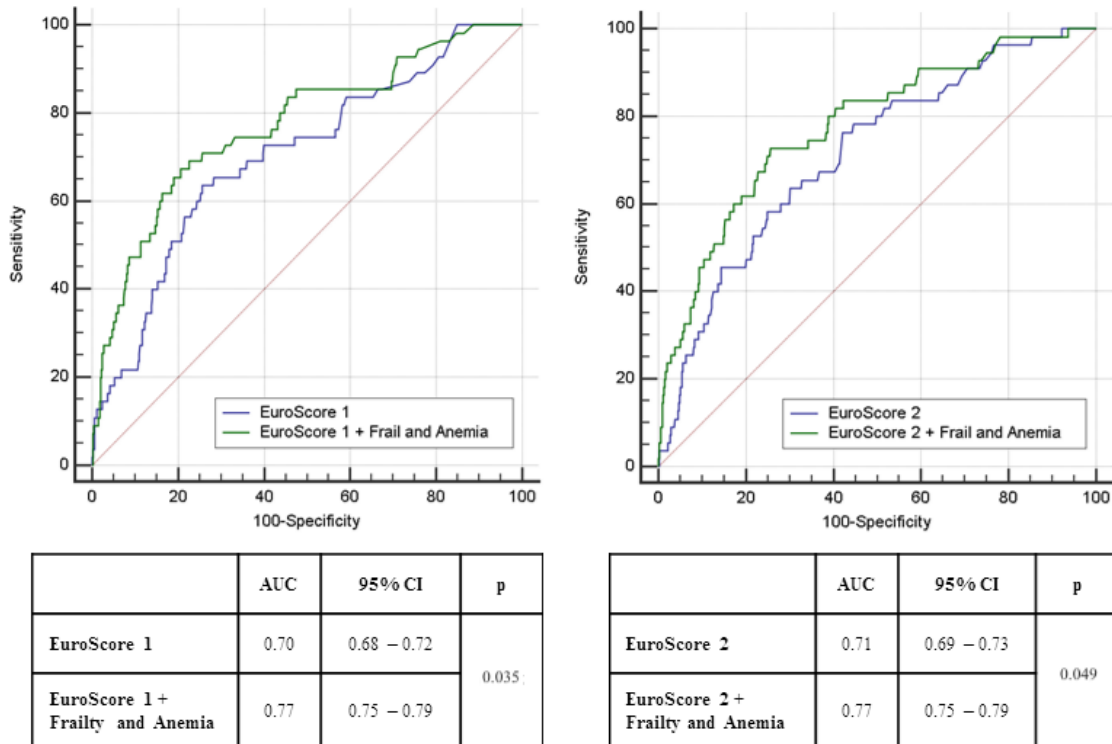 100
80
60
40
20
0
Sensitivity
EuroScore 1
EuroScore 1 + Frail and Anemia
0 20 40 60 80 100
100-Specificity
100
80
60
40
20
0
Sensitivity
EuroScore 2
EuroScore 2 + Frail and Anemia
0 20 40 60 80 100
100-Specificity
AUC 95% CI p
EuroScore 1 0.70 0.68 – 0.72
0.035
EuroScore 1 +
Frailty and Anemia 0.77 0.75 – 0.79
AUC 95% CI p
EuroScore 2 0.71 0.69 – 0.73
0.049
EuroScore 2 +
Frailty and Anemia 0.77 0.75 – 0.79